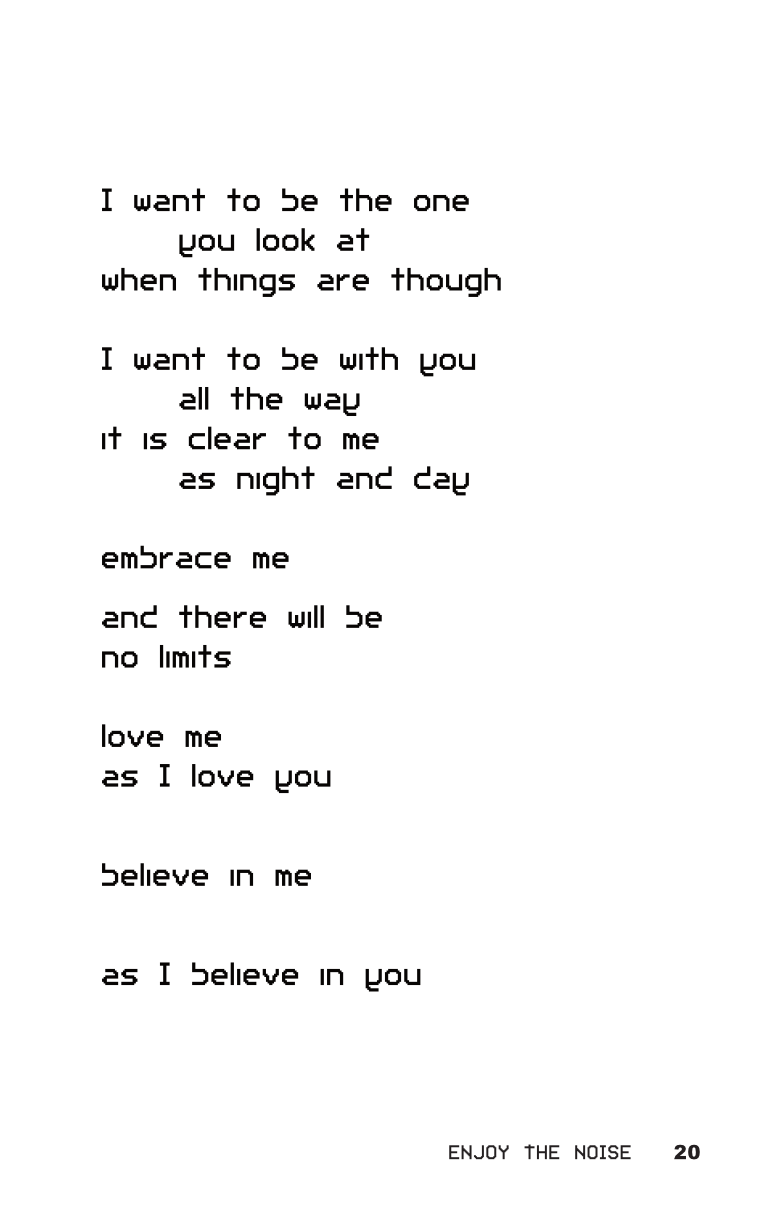 I want to be the one
you look at
when things are though
I want to be with you
all the way
it is clear to me
as night and day
embrace me
and there will be
no limits
love me
as I love you
believe in me
as I believe in you
ENJOY THE NOISE 20